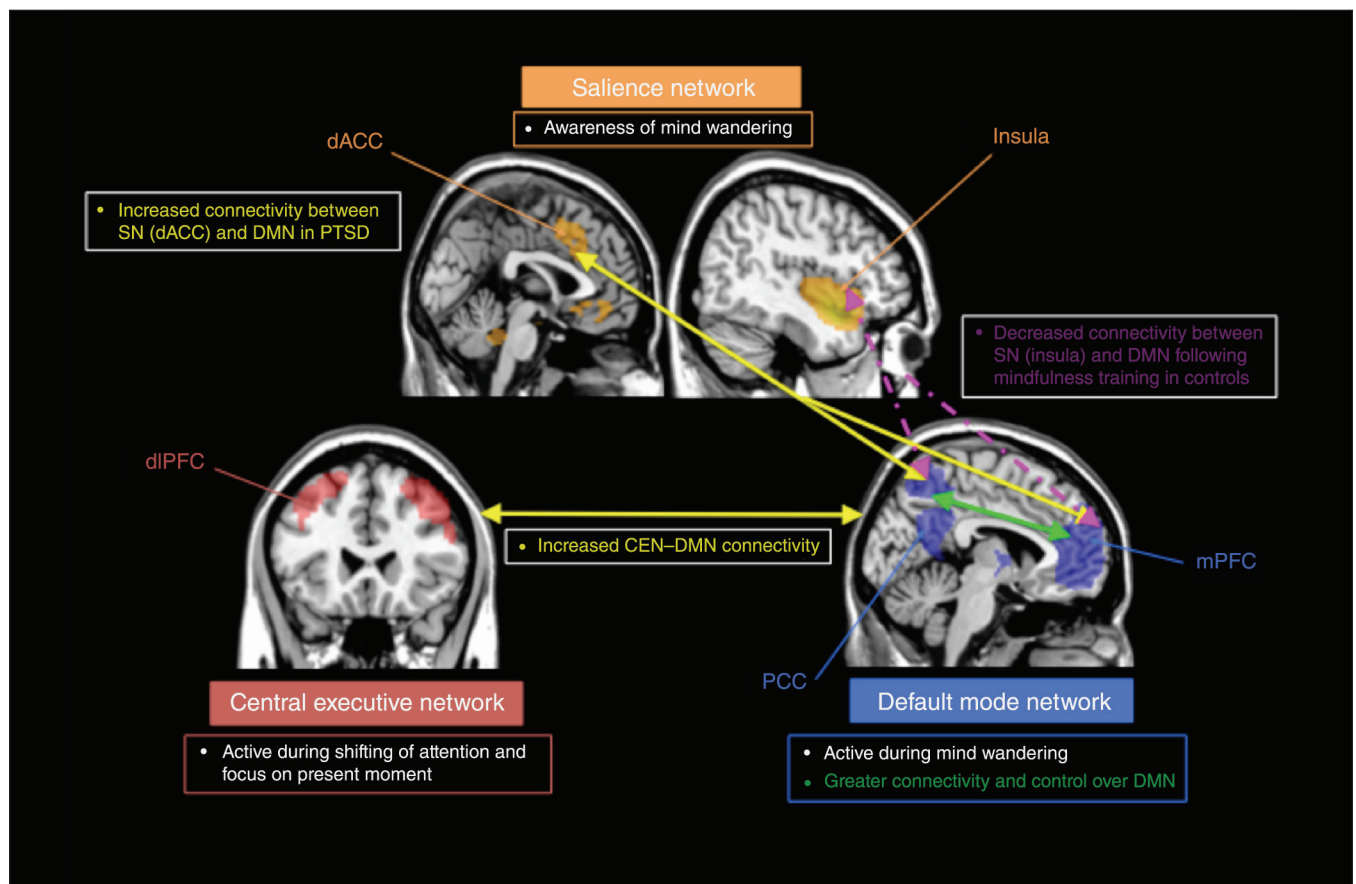 Salience network
• Awareness of mind wandering
dACC
Insula
• Increased connectivity between
SN (dACC) and DMN in PTSD
• Decreased connectivity between
SN (insula) and DMN following
mindfulness training in controls
dlPFC
• Increased CEN–DMN connectivity
mPFC
PCC
Central executive network
• Active during shifting of attention and
focus on present moment
Default mode network
• Active during mind wandering
• Greater connectivity and control over DMN